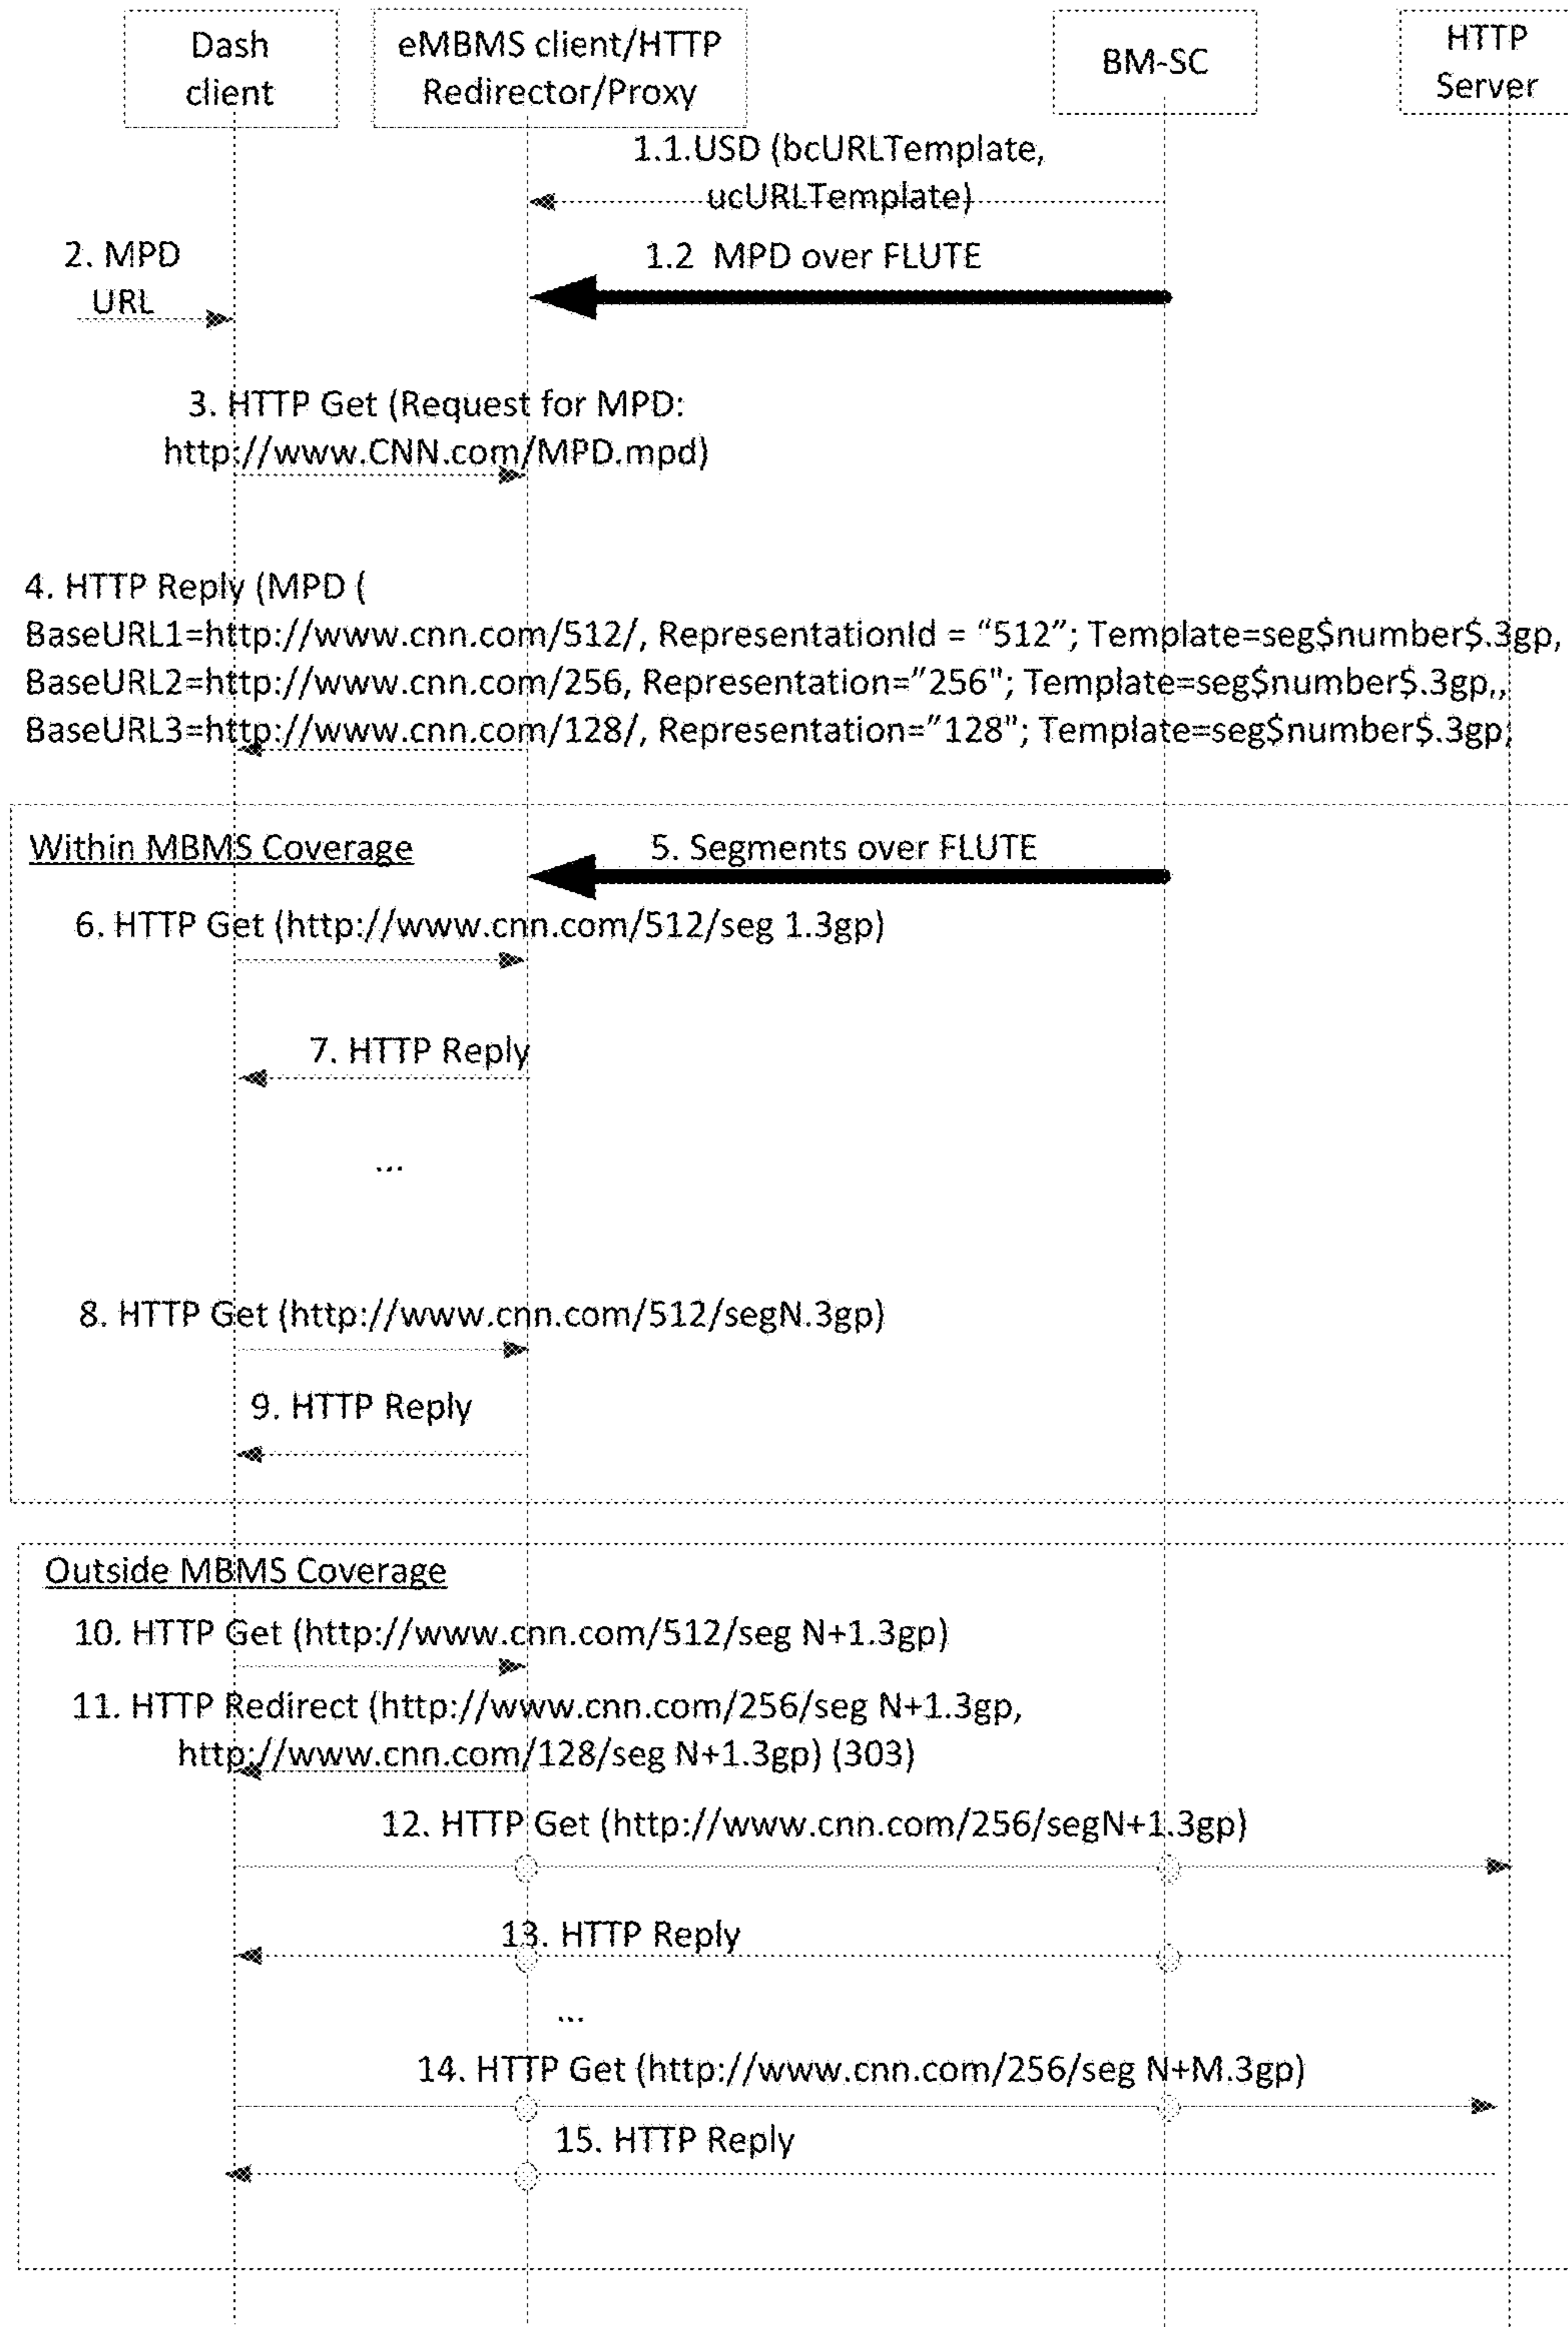 Dash
client
eMBMS client/HTTP
Redirector/Proxy
BM-SC
HTTP
Server
1.1.USD (bcURLTemplate,
ucURLTemplate)
2. MPD
URL
1.2 MPD over FLUTE
3. HTTP Get (Request for MPD:
http://www.CNN.com/MPD.mpd)
4. HTTP Reply (MPD (
BaseURL1=http://www.cnn.com/512/, RepresentationId = “512”; Template=seg$number$.3gp,
BaseURL2=http://www.cnn.com/256, Representation=”256"; Template=seg$number$.3gp,,
BaseURL3=http://www.cnn.com/128/, Representation=”128"; Template=seg$number$.3gp;
Within MBMS Coverage
5. Segments over FLUTE
6. HTTP Get (http://www.cnn.com/512/seg 1.3gp)
7. HTTP Reply
...
8. HTTP Get (http://www.cnn.com/512/segN.3gp)
9. HTTP Reply
Outside MBMS Coverage
10. HTTP Get (http://www.cnn.com/512/seg N+1.3gp)
11. HTTP Redirect (http://www.cnn.com/256/seg N+1.3gp,
http://www.cnn.com/128/seg N+1.3gp) (303)
12. HTTP Get (http://www.cnn.com/256/segN+1.3gp)
13. HTTP Reply
...
14. HTTP Get (http://www.cnn.com/256/seg N+M.3gp)
15. HTTP Reply